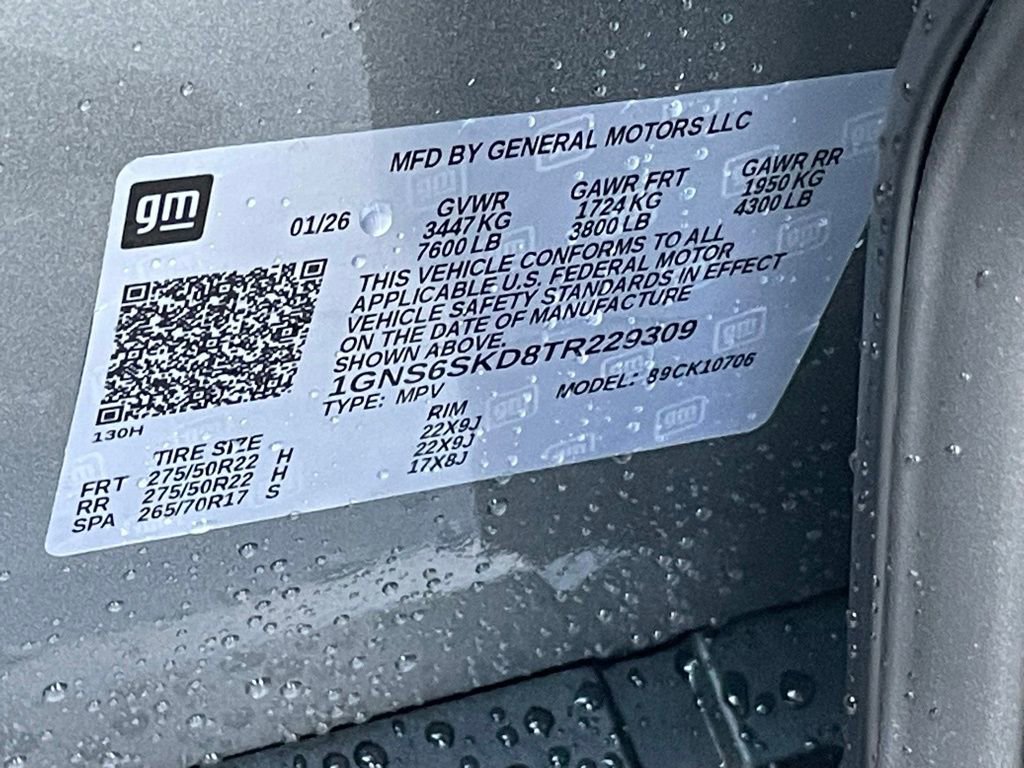 MFD BY GENERAL MOTORS LLC
gm
01/26
GVWR GAWR FRT GAWR RR
3447 KG 1724 KG 1950 KG
7600 LB 3800 LB 4300 LB
THIS VEHICLE CONFORMS TO ALL
APPLICABLE U.S. FEDERAL MOTOR
VEHICLE SAFETY STANDARDS IN EFFECT
ON THE DATE OF MANUFACTURE
SHOWN ABOVE.
1GNS6SKD8TR229309
TYPE: MPV MODEL: 89CK10706
130H
TIRE SIZE RIM
FRT 275/50R22 H 22X9J
RR 275/50R22 H 22X9J
SPA 265/70R17 S 17X8J